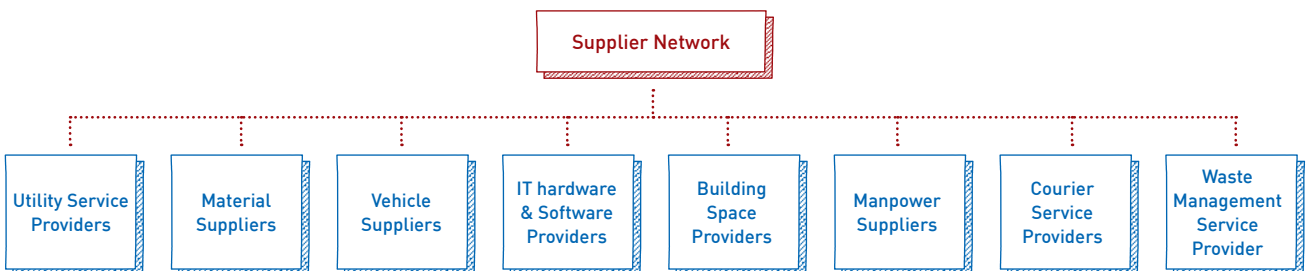 Supplier Network
Utility Service
Providers
Material
Suppliers
Vehicle
Suppliers
IT hardware
& Software
Providers
Building
Space
Providers
Manpower
Suppliers
Courier
Service
Providers
Waste
Management
Service
Provider